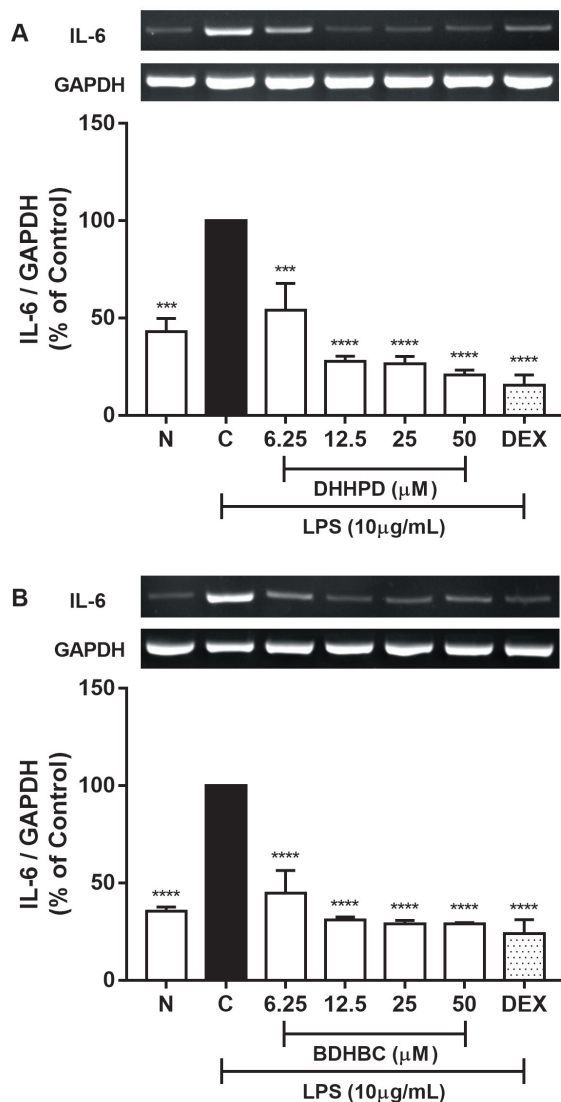 A
IL-6
GAPDH
150
100
50
0
IL-6 / GAPDH
(% of Control)
***
***
****
****
****
****
N C 6.25 12.5 25 50 DEX
DHHPD (μM)
LPS (10μg/mL)
B
IL-6
GAPDH
150
100
50
0
IL-6 / GAPDH
(% of Control)
****
****
****
****
****
****
N C 6.25 12.5 25 50 DEX
BDHBC (μM)
LPS (10μg/mL)